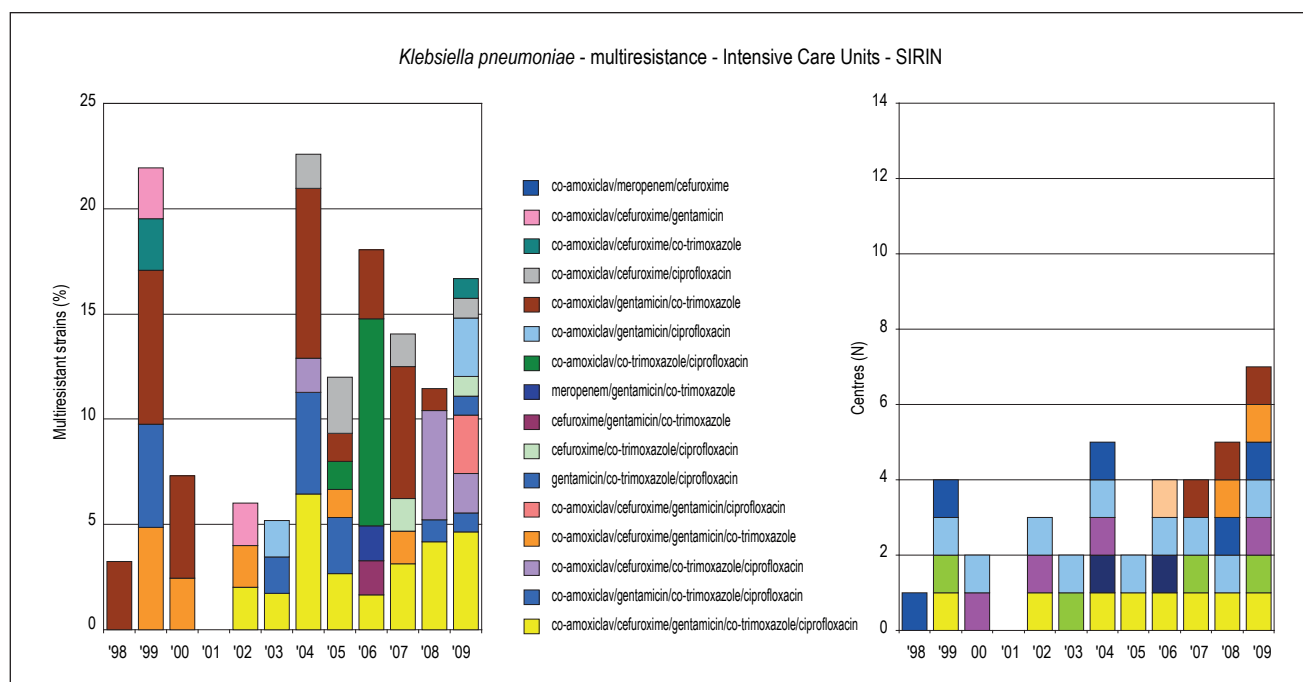 Klebsiella pneumoniae - multiresistance - Intensive Care Units - SIRIN
Multiresistant strains (%)
25
20
15
10
5
0
'98 '99 '00 '01 '02 '03 '04 '05 '06 '07 '08 '09
co-amoxiclav/meropenem/cefuroxime
co-amoxiclav/cefuroxime/gentamicin
co-amoxiclav/cefuroxime/co-trimoxazole
co-amoxiclav/cefuroxime/ciprofloxacin
co-amoxiclav/gentamicin/co-trimoxazole
co-amoxiclav/gentamicin/ciprofloxacin
co-amoxiclav/co-trimoxazole/ciprofloxacin
meropenem/gentamicin/co-trimoxazole
cefuroxime/gentamicin/co-trimoxazole
cefuroxime/co-trimoxazole/ciprofloxacin
gentamicin/co-trimoxazole/ciprofloxacin
co-amoxiclav/cefuroxime/gentamicin/ciprofloxacin
co-amoxiclav/cefuroxime/gentamicin/co-trimoxazole
co-amoxiclav/cefuroxime/co-trimoxazole/ciprofloxacin
co-amoxiclav/gentamicin/co-trimoxazole/ciprofloxacin
co-amoxiclav/cefuroxime/gentamicin/co-trimoxazole/ciprofloxacin
Centres (N)
14
12
10
8
6
4
2
0
'98 '99 00 '01 '02 '03 '04 '05 '06 '07 '08 '09